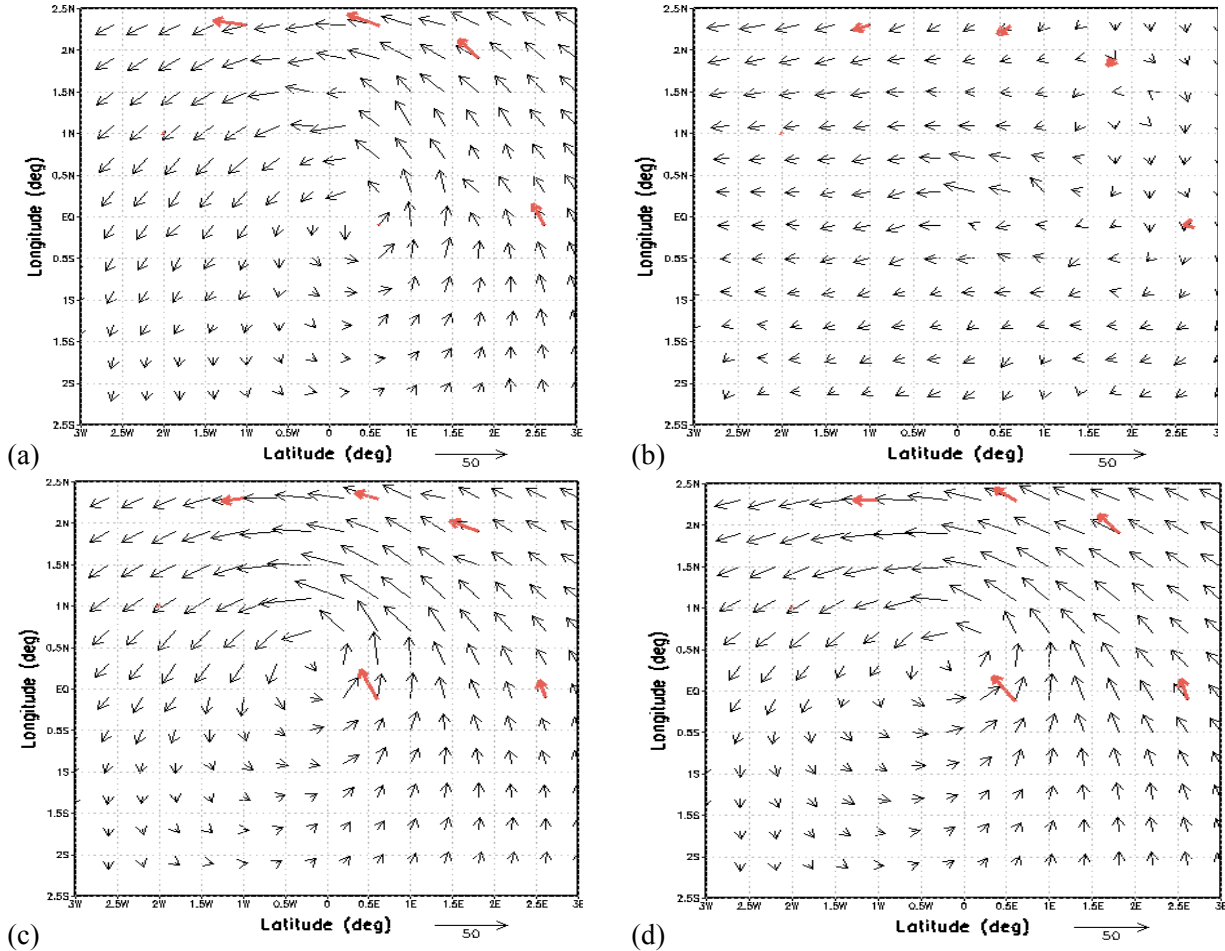 2.5N
2N
1.5N
1N
0.5N
EQ
0.5S
1S
1.5S
2S
2.5S
Longitude (deg)
3W 2.5W 2W 1.5W 1W 0.5W 0 0.5E 1E 1.5E 2E 2.5E 3E
Latitude (deg)
50
(a)
2.5N
2N
1.5N
1N
0.5N
EQ
0.5S
1S
1.5S
2S
2.5S
Longitude (deg)
3W 2.5W 2W 1.5W 1W 0.5W 0 0.5E 1E 1.5E 2E 2.5E 3E
Latitude (deg)
50
(b)
2.5N
2N
1.5N
1N
0.5N
EQ
0.5S
1S
1.5S
2S
2.5S
Longitude (deg)
3W 2.5W 2W 1.5W 1W 0.5W 0 0.5E 1E 1.5E 2E 2.5E 3E
Latitude (deg)
50
(c)
2.5N
2N
1.5N
1N
0.5N
EQ
0.5S
1S
1.5S
2S
2.5S
Longitude (deg)
3W 2.5W 2W 1.5W 1W 0.5W 0 0.5E 1E 1.5E 2E 2.5E 3E
Latitude (deg)
50
(d)